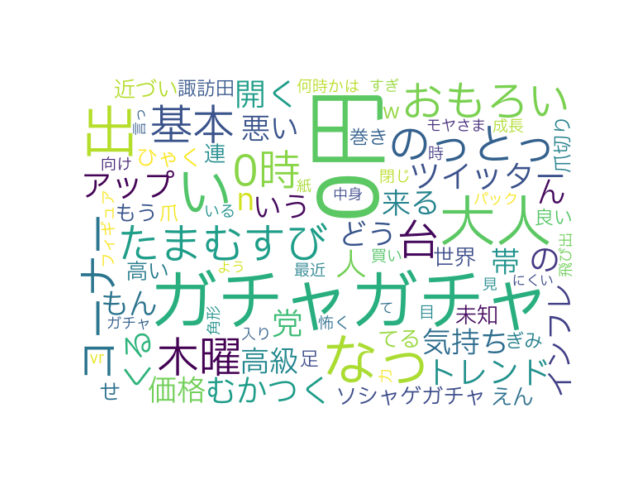 近づい
諏訪田
開く
何時かは
すぎ
おもろい
出
基本
言っ
悪い
円
w
巻き
モヤさま
成長
爪切り
のっとっ
時
向け
ひゃく
連
0時
紙
閉じ
ツイッター
ん
アップ
い
n
中身
来る
パック
フィギュア
もう
爪
いる
いう
0
大人
良い
コーナー
たまむすび
どう
台
世界
帯
の
飛び出
高い
よう
最近
人
買い
見
にくい
もん
ガチャガチャ
インフレ
ガチャ
角形
党
怖く
て
目
未知
vr
くる
木曜
入り
高級
足
なっ
てる
気持ち
ぎみ
せ
価格
むかつく
カ
トレンド
ソシャゲガチャ
えん